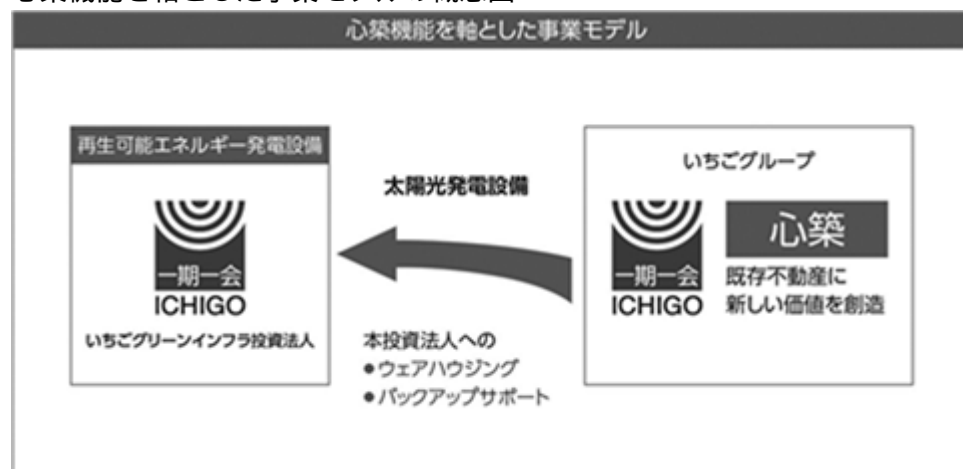 心築機能を軸とした事業モデル
再生可能エネルギー発電設備
一期一会
ICHIGO
いちごグリーンインフラ投資法人
太陽光発電設備
本投資法人への
●ウェアハウジング
●バックアップサポート
いちごグループ
一期一会
ICHIGO
心築
既存不動産に
新しい価値を創造